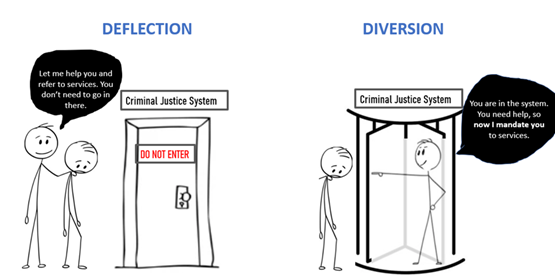 DEFLECTION
Let me help you and
refer to services. You
don't need to go in
there.
Criminal Justice System
DO NOT ENTER
DIVERSION
Criminal Justice System
You are in the system.
You need help, so
now I mandate you
to services.